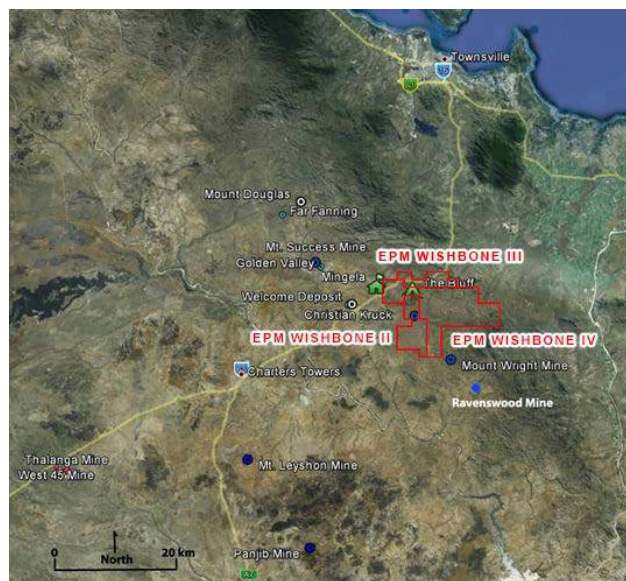 Townsville
Mount Douglas
Far Fanning
Mt. Success Mine
EPM WISHBONE III
Golden Valley
Mingela
The Bluff
Welcome Deposit
Christian Kruck
EPM WISHBONE II
EPM WISHBONE IV
Mount Wright Mine
Charters Towers
Ravenswood Mine
Thalanga Mine
West 45 Mine
Mt. Leyshon Mine
0 North 20 km
Panjib Mine